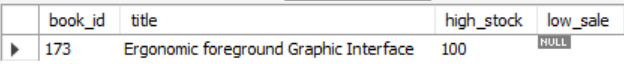 book_id title high_stock low_sale
173 Ergonomic foreground Graphic Interface 100 NULL